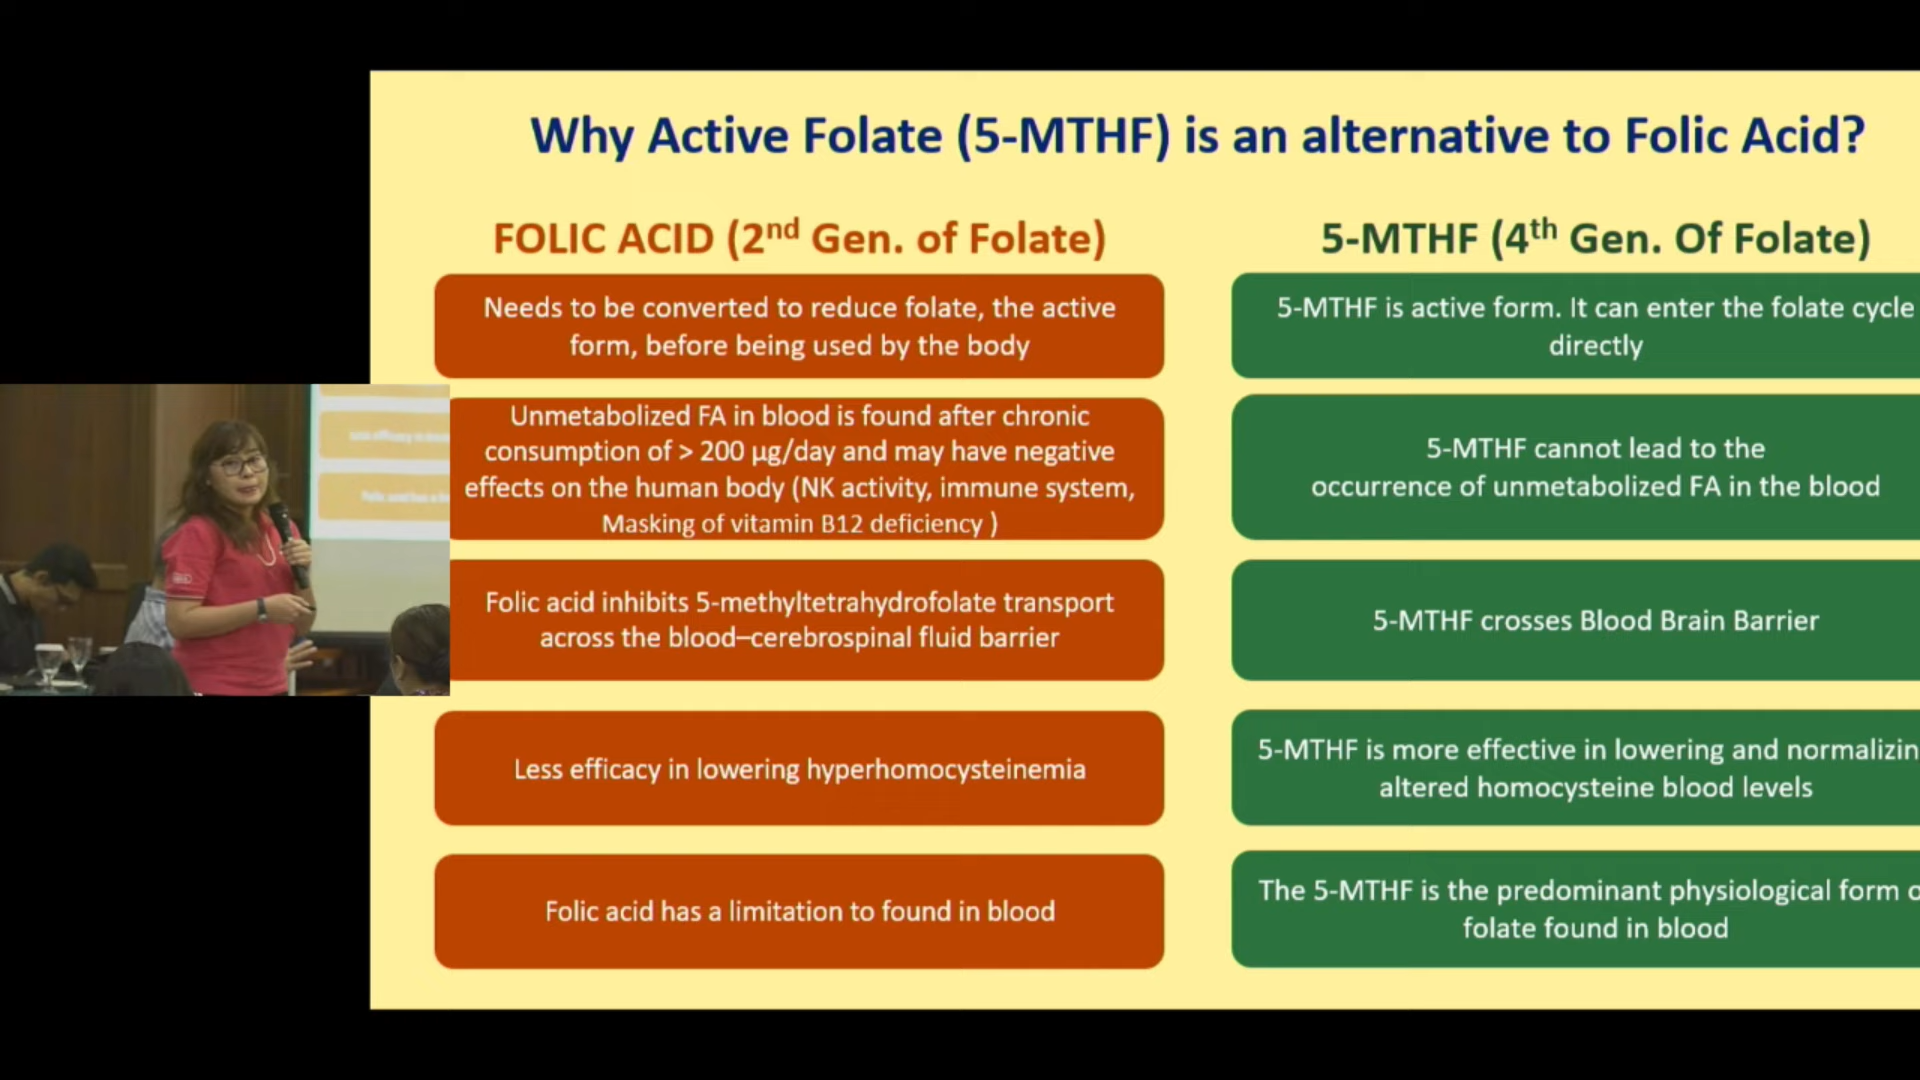 Why Active Folate (5-MTHF) is an alternative to Folic Acid?
FOLIC ACID (2nd Gen. of Folate)
Needs to be converted to reduce folate, the active
form, before being used by the body
Unmetabolized FA in blood is found after chronic
consumption of > 200 µg/day and may have negative
effects on the human body (NK activity, immune system,
Masking of vitamin B12 deficiency )
Folic acid inhibits 5-methyltetrahydrofolate transport
across the blood–cerebrospinal fluid barrier
Less efficacy in lowering hyperhomocysteinemia
Folic acid has a limitation to found in blood
5-MTHF (4th Gen. Of Folate)
5-MTHF is active form. It can enter the folate cycle
directly
5-MTHF cannot lead to the
occurrence of unmetabolized FA in the blood
5-MTHF crosses Blood Brain Barrier
5-MTHF is more effective in lowering and normalizin
altered homocysteine blood levels
The 5-MTHF is the predominant physiological form o
folate found in blood